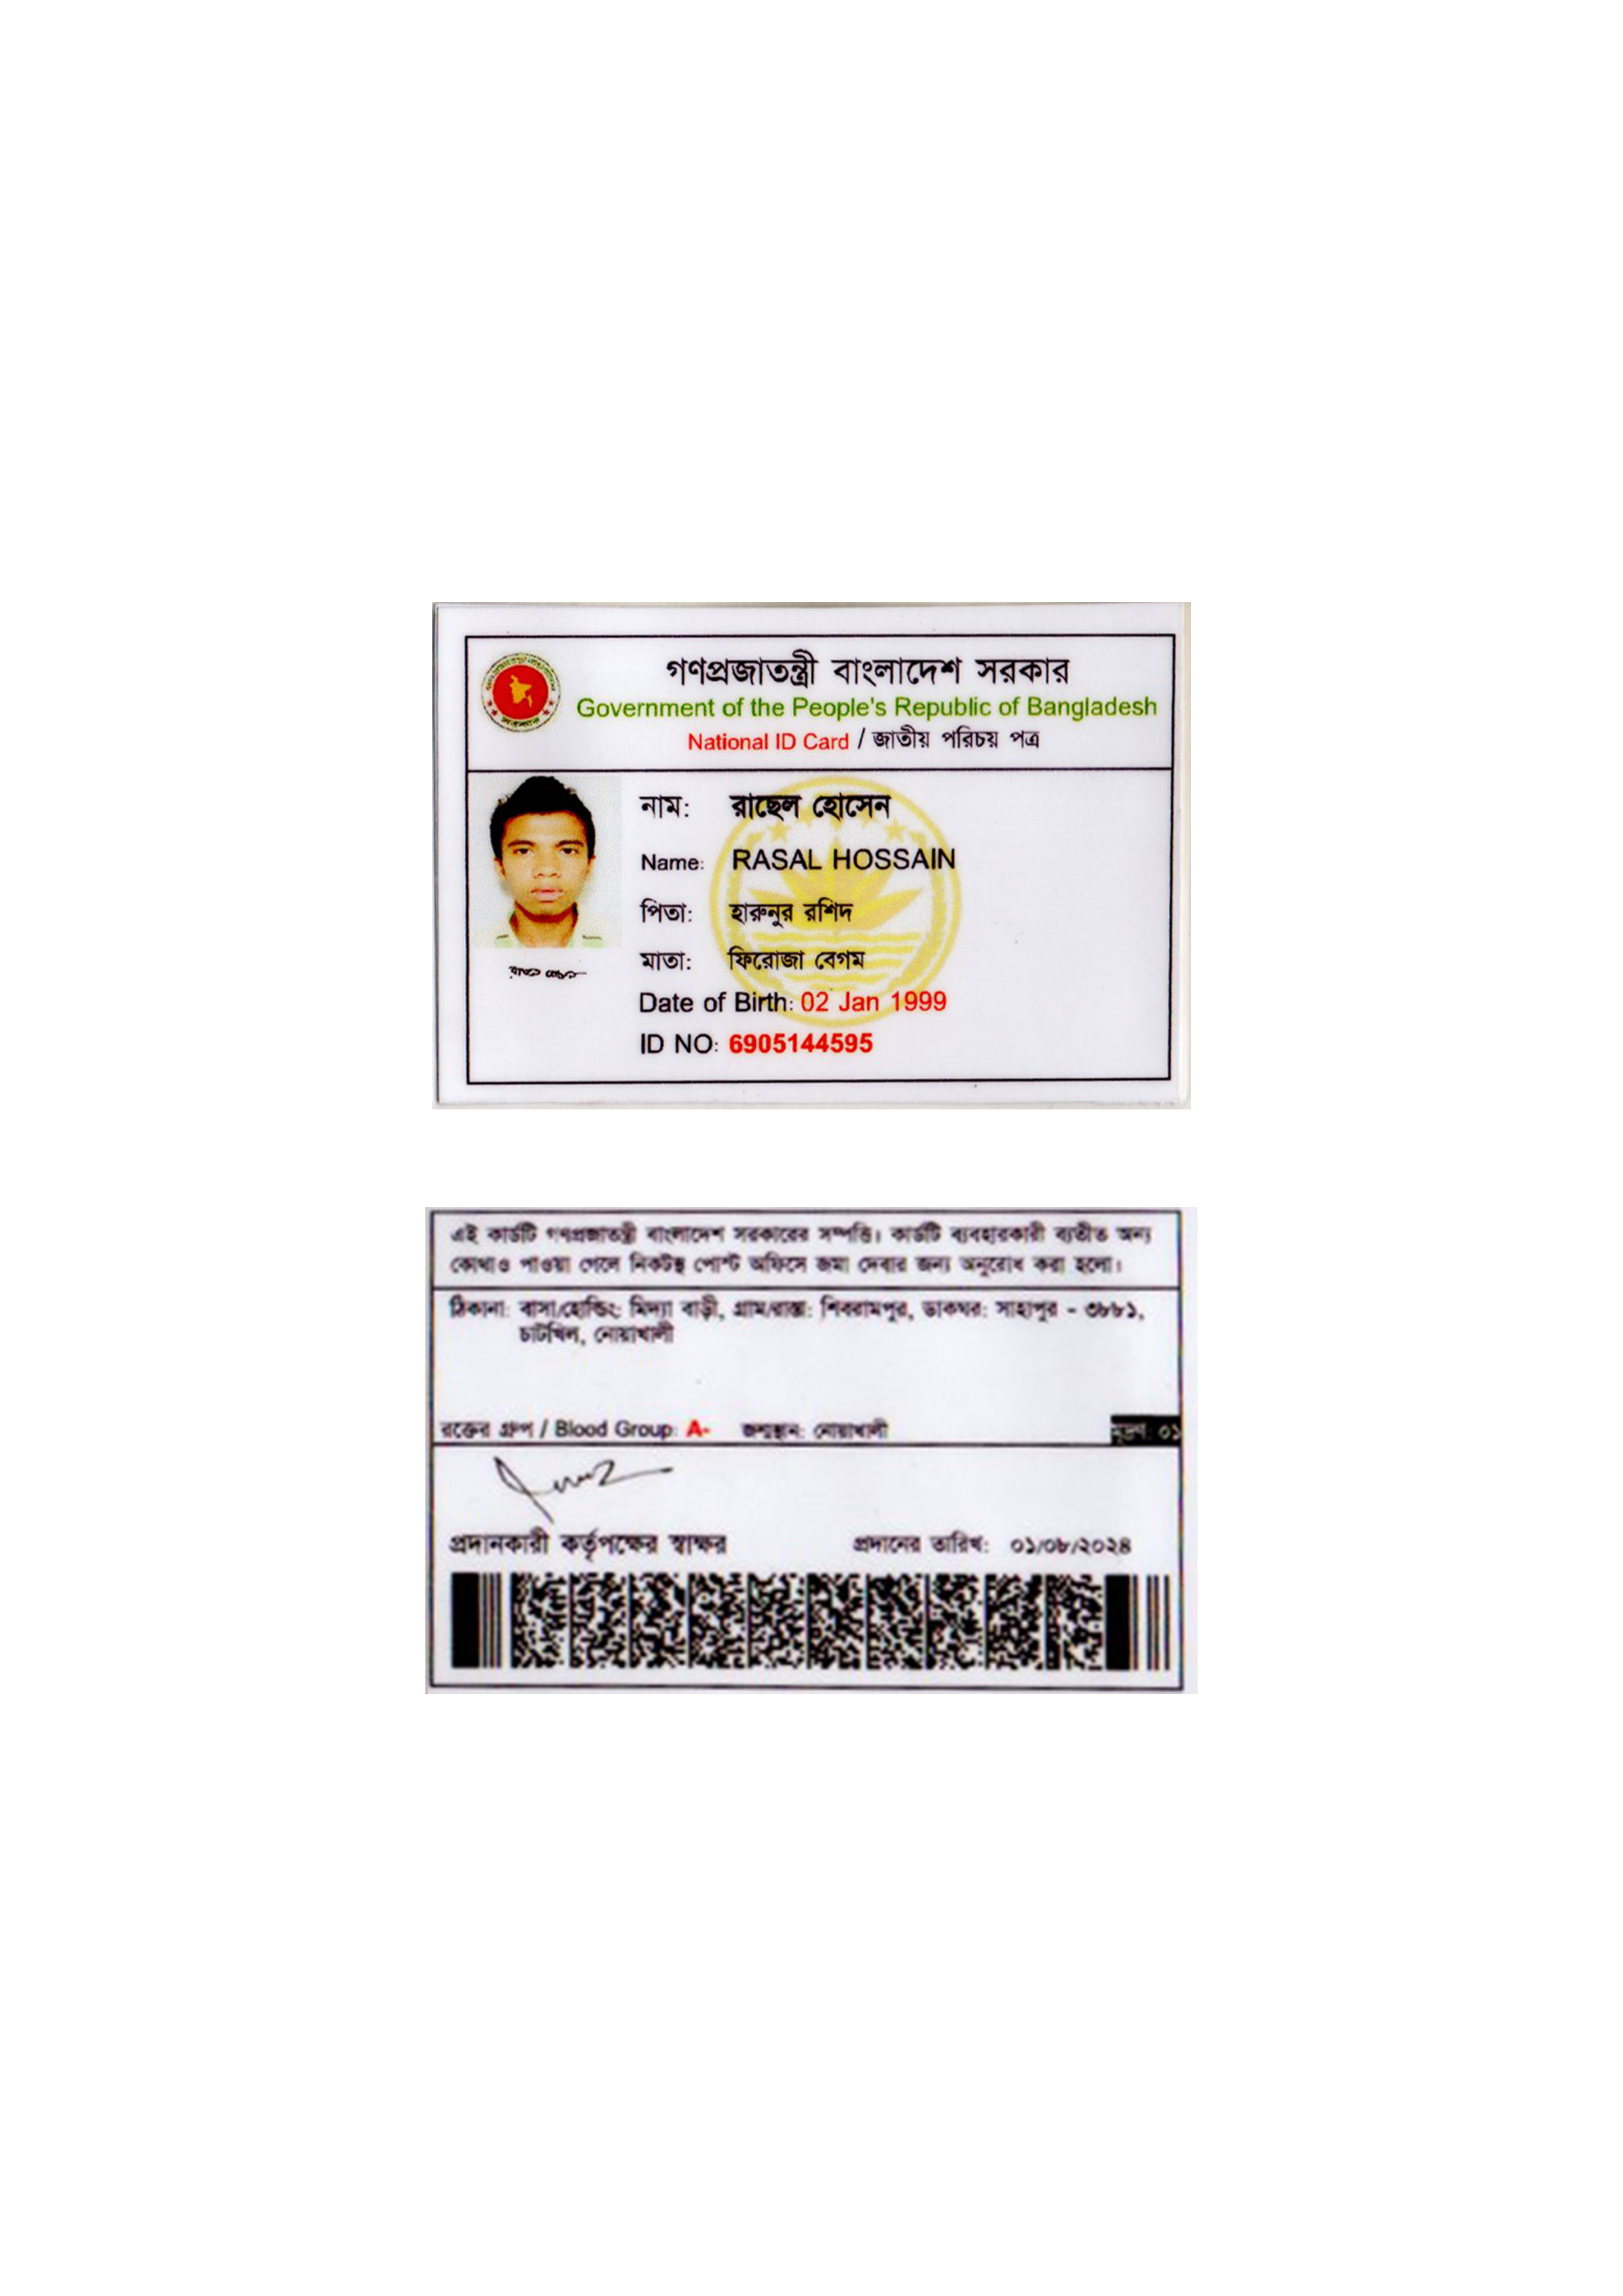 গণপ্রজাতন্ত্রী বাংলাদেশ সরকার
Government of the People's Republic of Bangladesh
National ID Card / জাতীয় পরিচয় পত্র
নাম: রাছেল হোসেন
Name: RASAL HOSSAIN
পিতা: হারুনুর রশিদ
মাতা: ফিরোজা বেগম
Date of Birth: 02 Jan 1999
ID NO: 6905144595
এই কার্ডটি গণপ্রজাতন্ত্রী বাংলাদেশ সরকারের সম্পত্তি। কার্ডটি ব্যবহারকারী ব্যতীত অন্য
কোথাও পাওয়া গেলে নিকটস্থ পোস্ট অফিসে জমা দেবার জন্য অনুরোধ করা হলো।
ঠিকানা: বাসা/হোল্ডিং: মিদ্যা বাড়ী, গ্রাম/রাস্তা: শিবরামপুর, ডাকঘর: সাহাপুর - ৩৮৮১,
চাটখিল, নোয়াখালী
রক্তের গ্রুপ / Blood Group: A- জন্মস্থান: নোয়াখালী
মুদ্রণ: ০১
প্রদানকারী কর্তৃপক্ষের স্বাক্ষর প্রদানের তারিখ: ০১/০৮/২০২৪